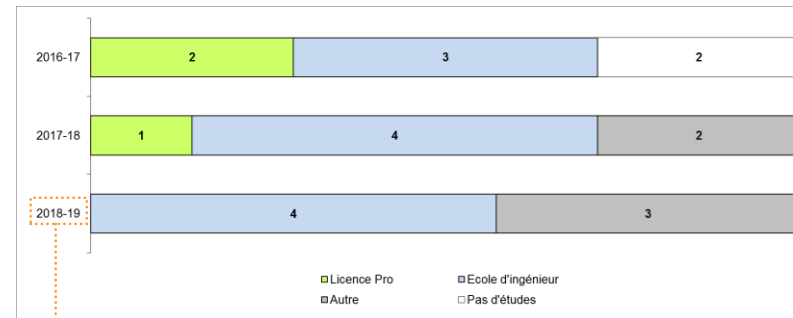 2016-17 2 3 2
2017-18 1 4 2
2018-19 4 3
Licence Pro Ecole d'ingénieur
Autre Pas d'études